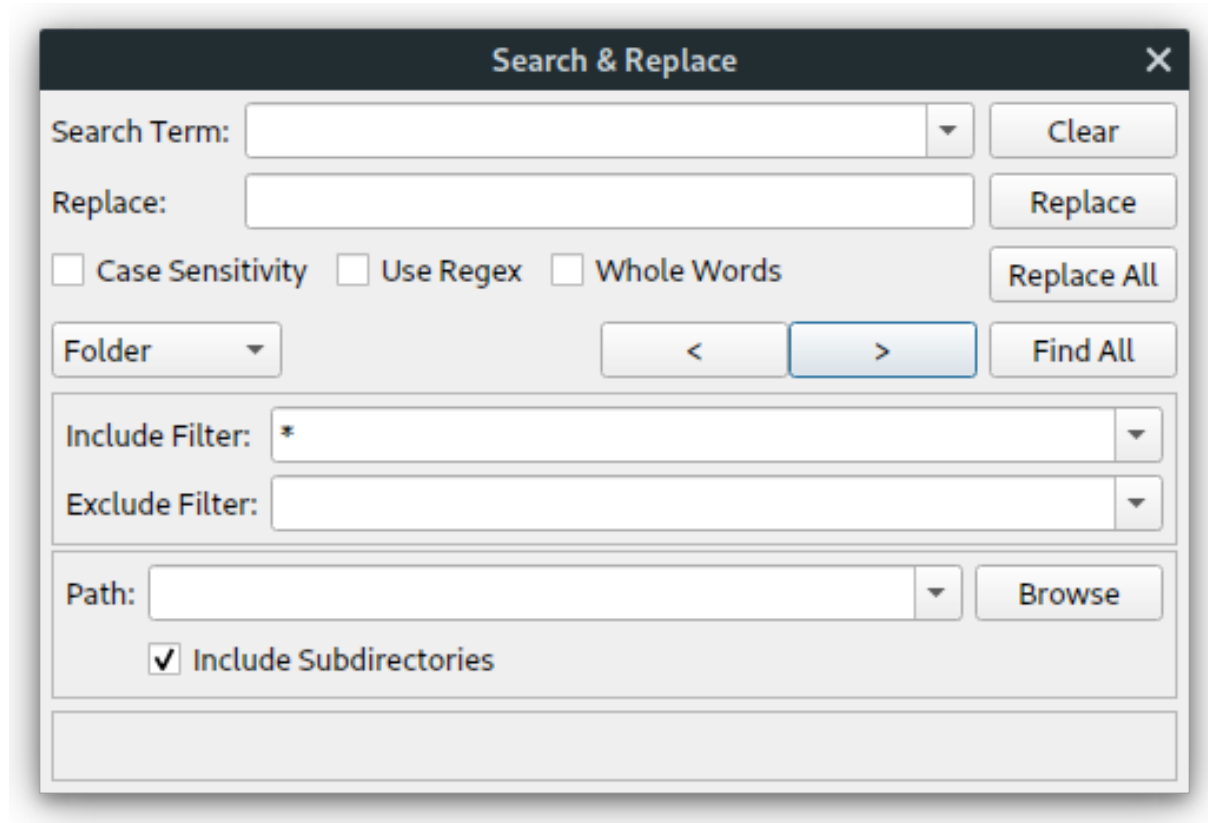 Search & Replace
Search Term: Clear
Replace: Replace
Case Sensitivity Use Regex Whole Words Replace All
Folder < > Find All
Include Filter: *
Exclude Filter:
Path: Browse
Include Subdirectories